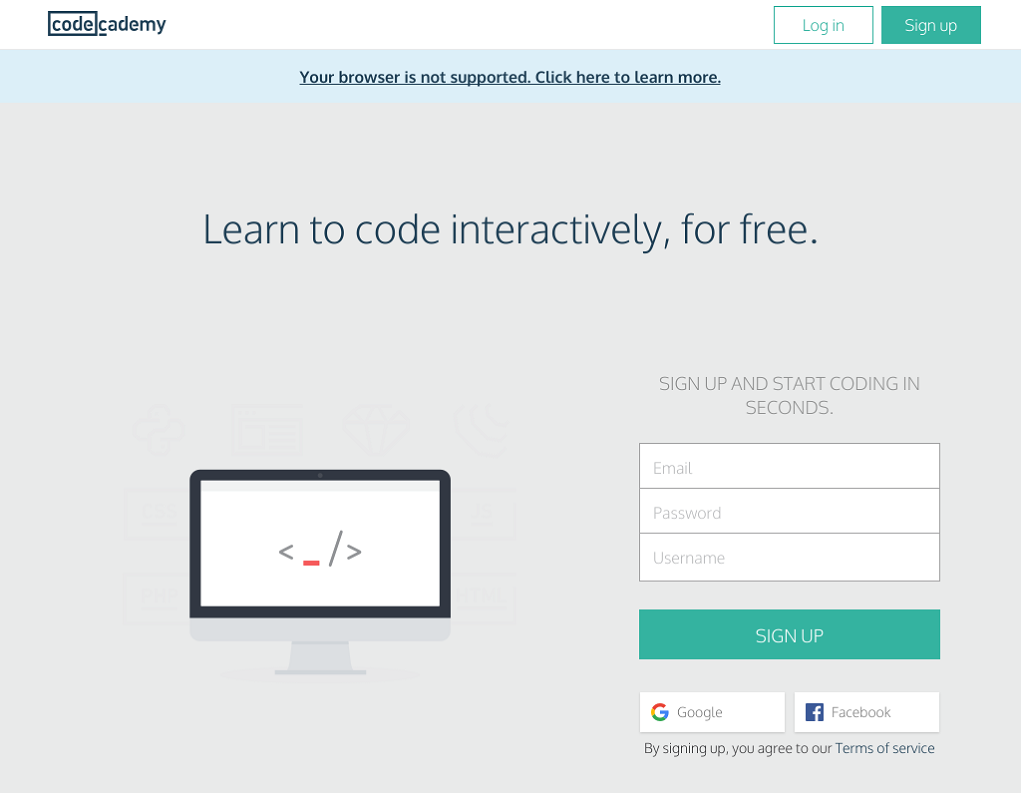 codecademy
Log in
Sign up
Your browser is not supported. Click here to learn more.
Learn to code interactively, for free.
SIGN UP AND START CODING IN
SECONDS.
Email
Password
Username
< _ />
SIGN UP
Google
Facebook
By signing up, you agree to our Terms of service